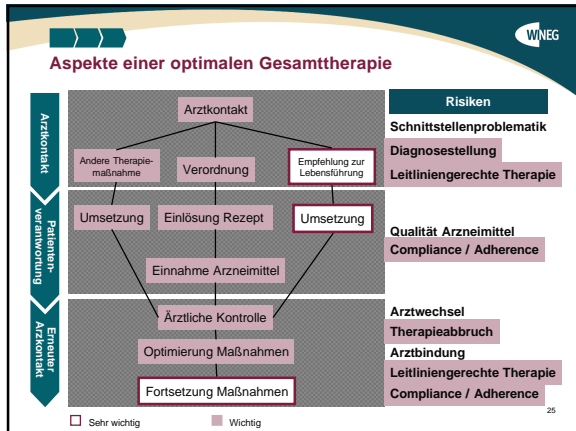 WNEG
Aspekte einer optimalen Gesamttherapie
Arztkontakt
Arztkontakt
Andere Therapie-
maßnahme
Verordnung
Empfehlung zur
Lebensführung
Risiken
Schnittstellenproblematik
Diagnosestellung
Leitliniengerechte Therapie
Patienten-
verantwortung
Umsetzung
Einlösung Rezept
Umsetzung
Einnahme Arzneimittel
Qualität Arzneimittel
Compliance / Adherence
Erneuter
Arzkontakt
Ärztliche Kontrolle
Optimierung Maßnahmen
Fortsetzung Maßnahmen
Arztwechsel
Therapieabbruch
Arztbindung
Leitliniengerechte Therapie
Compliance / Adherence
Sehr wichtig
Wichtig
25